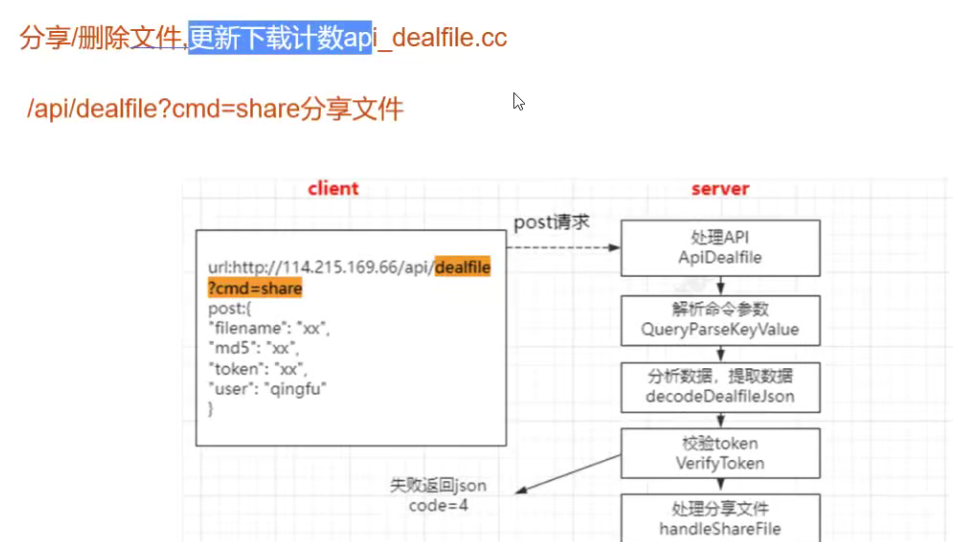 分享/删除文件,更新下载计数api_dealfile.cc
/api/dealfile?cmd=share分享文件
client
server
post请求
url:http://114.215.169.66/api/dealfile
?cmd=share
post:{
"filename": "xx",
"md5": "xx",
"token": "xx",
"user": "qingfu"
}
处理API
ApiDealfile
解析命令参数
QueryParseKeyValue
分析数据，提取数据
decodeDealfileJson
校验token
VerifyToken
失败返回json
code=4
处理分享文件
handleShareFile